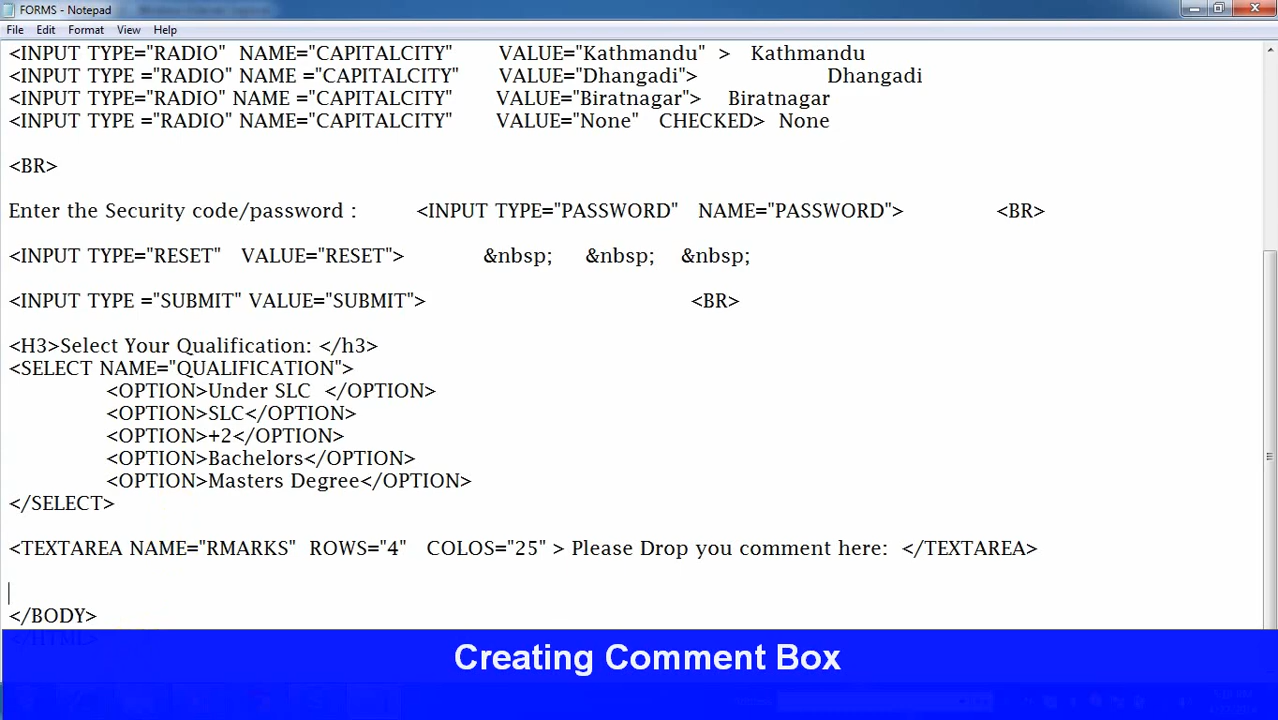 FORMS - Notepad
File Edit Format View Help
<INPUT TYPE="RADIO" NAME="CAPITALCITY" VALUE="Kathmandu" > Kathmandu
<INPUT TYPE ="RADIO" NAME ="CAPITALCITY" VALUE="Dhangadi"> Dhangadi
<INPUT TYPE ="RADIO" NAME ="CAPITALCITY" VALUE="Biratnagar"> Biratnagar
<INPUT TYPE ="RADIO" NAME="CAPITALCITY" VALUE="None" CHECKED> None
<BR>
Enter the Security code/password : <INPUT TYPE="PASSWORD" NAME="PASSWORD"> <BR>
<INPUT TYPE="RESET" VALUE="RESET"> &nbsp; &nbsp; &nbsp;
<INPUT TYPE ="SUBMIT" VALUE="SUBMIT"> <BR>
<H3>Select Your Qualification: </h3>
<SELECT NAME="QUALIFICATION">
<OPTION>Under SLC </OPTION>
<OPTION>SLC</OPTION>
<OPTION>+2</OPTION>
<OPTION>Bachelors</OPTION>
<OPTION>Masters Degree</OPTION>
</SELECT>
<TEXTAREA NAME="RMARKS" ROWS="4" COLOS="25" > Please Drop you comment here: </TEXTAREA>
</BODY>
</HTML>
Creating Comment Box